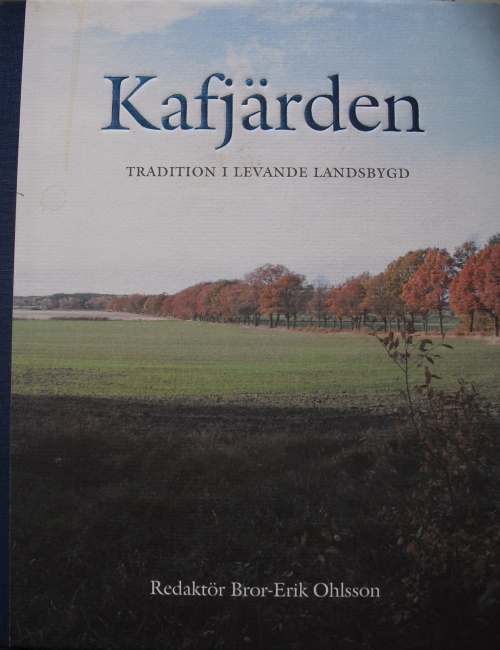 Kafjärden
TRADITION I LEVANDE LANDSBYGD
Redaktör Bror-Erik Ohlsson